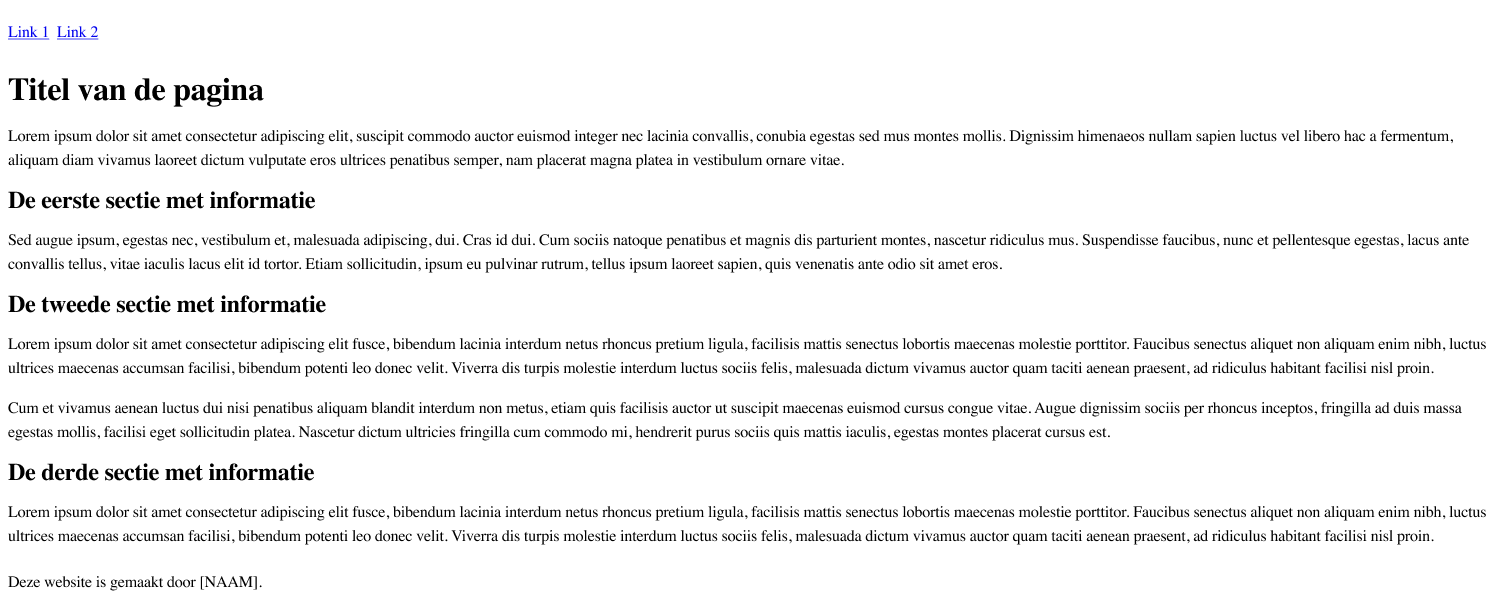 Link 1 Link 2
Titel van de pagina
Lorem ipsum dolor sit amet consectetur adipiscing elit, suscipit commodo auctor euismod integer nec lacinia convallis, conubia egestas sed mus montes mollis. Dignissim himenaeos nullam sapien luctus vel libero hac a fermentum,
aliquam diam vivamus laoreet dictum vulputate eros ultrices penatibus semper, nam placerat magna platea in vestibulum ornare vitae.
De eerste sectie met informatie
Sed augue ipsum, egestas nec, vestibulum et, malesuada adipiscing, dui. Cras id dui. Cum sociis natoque penatibus et magnis dis parturient montes, nascetur ridiculus mus. Suspendisse faucibus, nunc et pellentesque egestas, lacus ante
convallis tellus, vitae iaculis lacus elit id tortor. Etiam sollicitudin, ipsum eu pulvinar rutrum, tellus ipsum laoreet sapien, quis venenatis ante odio sit amet eros.
De tweede sectie met informatie
Lorem ipsum dolor sit amet consectetur adipiscing elit fusce, bibendum lacinia interdum netus rhoncus pretium ligula, facilisis mattis senectus lobortis maecenas molestie porttitor. Faucibus senectus aliquet non aliquam enim nibh, luctus
ultrices maecenas accumsan facilisi, bibendum potenti leo donec velit. Viverra dis turpis molestie interdum luctus sociis felis, malesuada dictum vivamus auctor quam taciti aenean praesent, ad ridiculus habitant facilisi nisl proin.
Cum et vivamus aenean luctus dui nisi penatibus aliquam blandit interdum non metus, etiam quis facilisis auctor ut suscipit maecenas euismod cursus congue vitae. Augue dignissim sociis per rhoncus inceptos, fringilla ad duis massa
egestas mollis, facilisi eget sollicitudin platea. Nascetur dictum ultricies fringilla cum commodo mi, hendrerit purus sociis quis mattis iaculis, egestas montes placerat cursus est.
De derde sectie met informatie
Lorem ipsum dolor sit amet consectetur adipiscing elit fusce, bibendum lacinia interdum netus rhoncus pretium ligula, facilisis mattis senectus lobortis maecenas molestie porttitor. Faucibus senectus aliquet non aliquam enim nibh, luctus
ultrices maecenas accumsan facilisi, bibendum potenti leo donec velit. Viverra dis turpis molestie interdum luctus sociis felis, malesuada dictum vivamus auctor quam taciti aenean praesent, ad ridiculus habitant facilisi nisl proin.
Deze website is gemaakt door [NAAM].